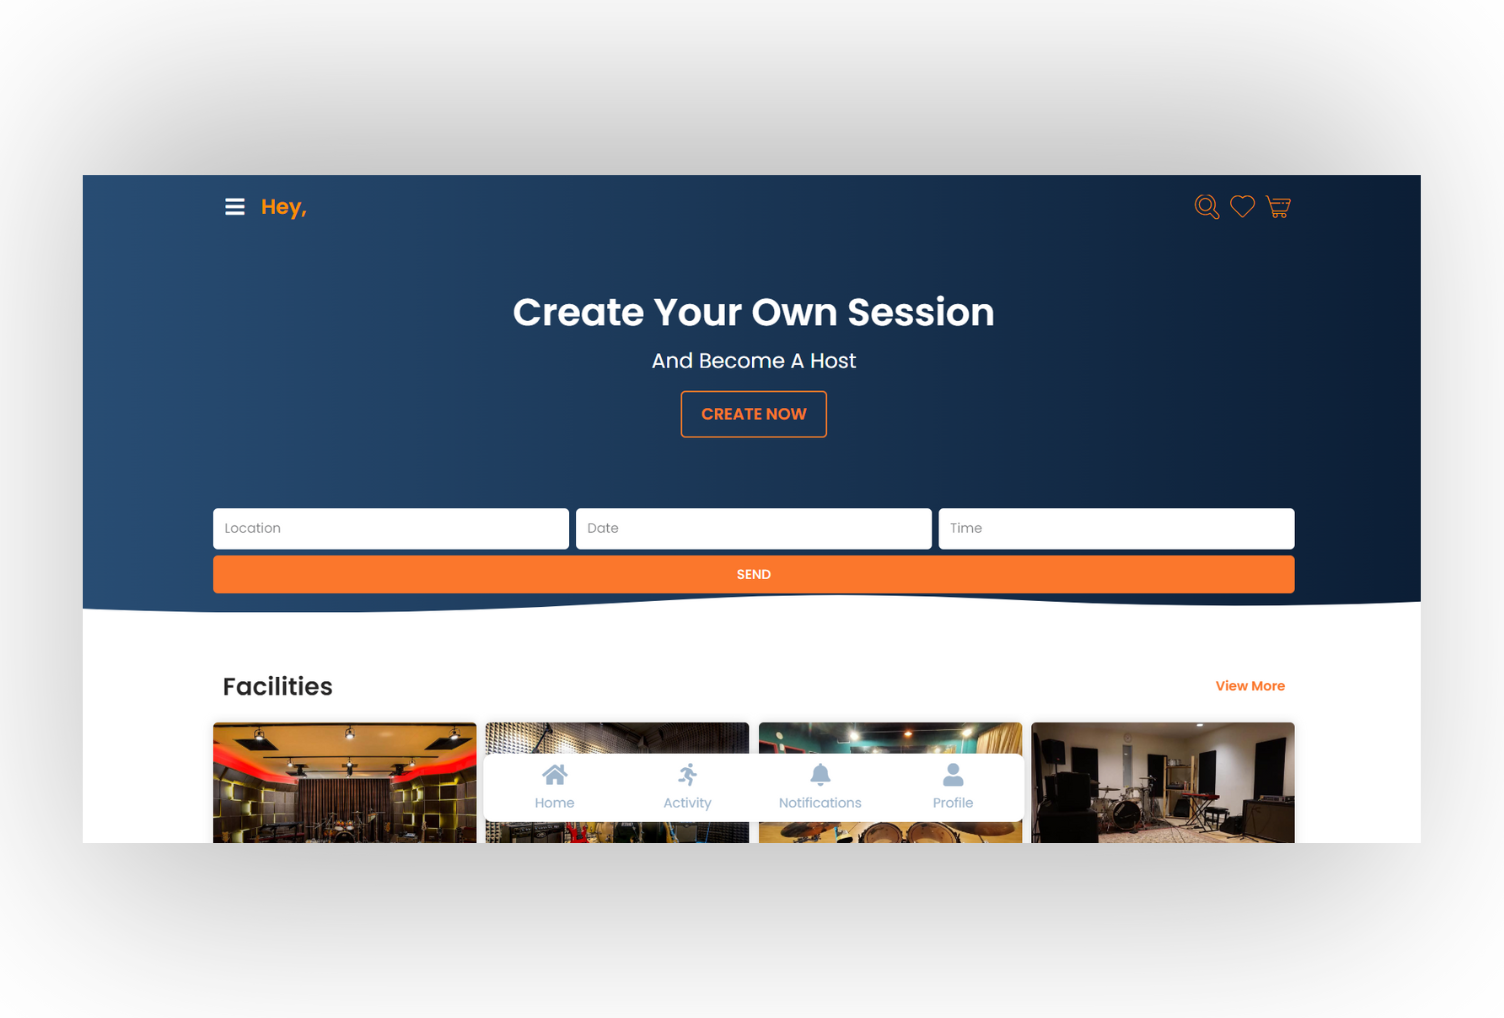 Hey,
Create Your Own Session
And Become A Host
CREATE NOW
Location Date Time
SEND
Facilities View More
Home Activity Notifications Profile